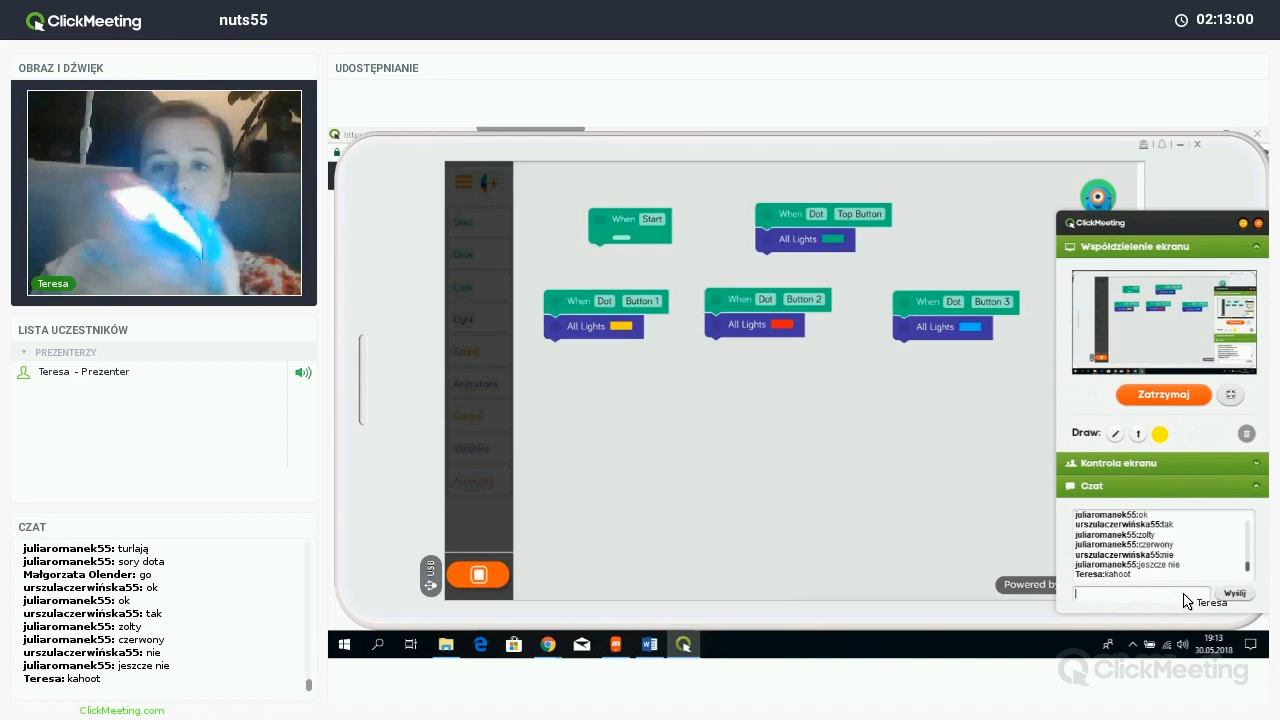 ClickMeeting
nuts55
02:13:00
OBRAZ I DŹWIĘK
Teresa
LISTA UCZESTNIKÓW
PREZENTERZY
Teresa - Prezenter
CZAT
juliaromanek55: turlają
juliaromanek55: sory dota
Małgorzata Olender: go
urszulaczerwińska55: ok
juliaromanek55: ok
urszulaczerwińska55: tak
juliaromanek55: zołty
juliaromanek55: czerwony
urszulaczerwińska55: nie
juliaromanek55: jeszcze nie
Teresa: kahoot
ClickMeeting.com
UDOSTĘPNIANIE
https:
Start
Drive
Look
Light
Sound
Animations
Control
Variables
Accessory
When Start
When Dot Top Button
All Lights
When Dot Button 1
All Lights
When Dot Button 2
All Lights
When Dot Button 3
All Lights
USB
Powered by
ClickMeeting
Współdzielenie ekranu
Zatrzymaj
Draw:
Kontrola ekranu
Czat
juliaromanek55:ok
urszulaczerwińska55:tak
juliaromanek55:zołty
juliaromanek55:czerwony
urszulaczerwińska55:nie
juliaromanek55:jeszcze nie
Teresa:kahoot
Wyślij
Teresa
19:13
30.05.2018
ClickMeeting